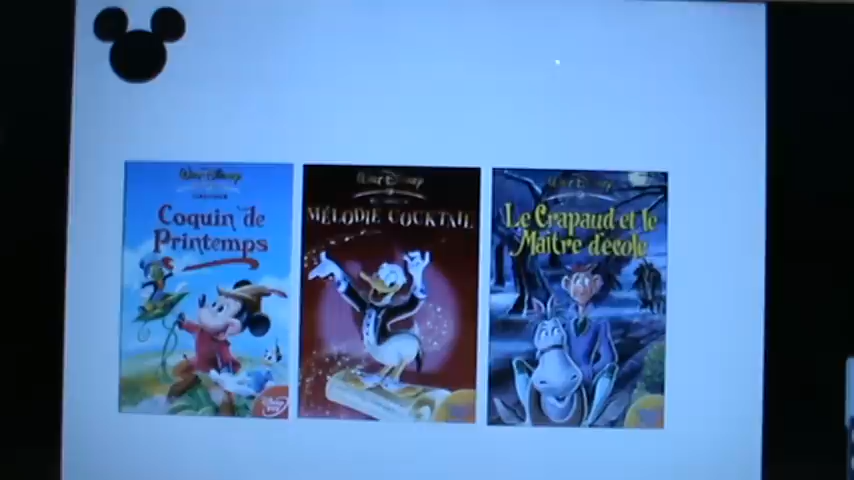 Walt Disney
Coquin de
Printemps
Walt Disney
MÉLODIE COCKTAIL
Walt Disney
Le Crapaud et le
Maître d'école